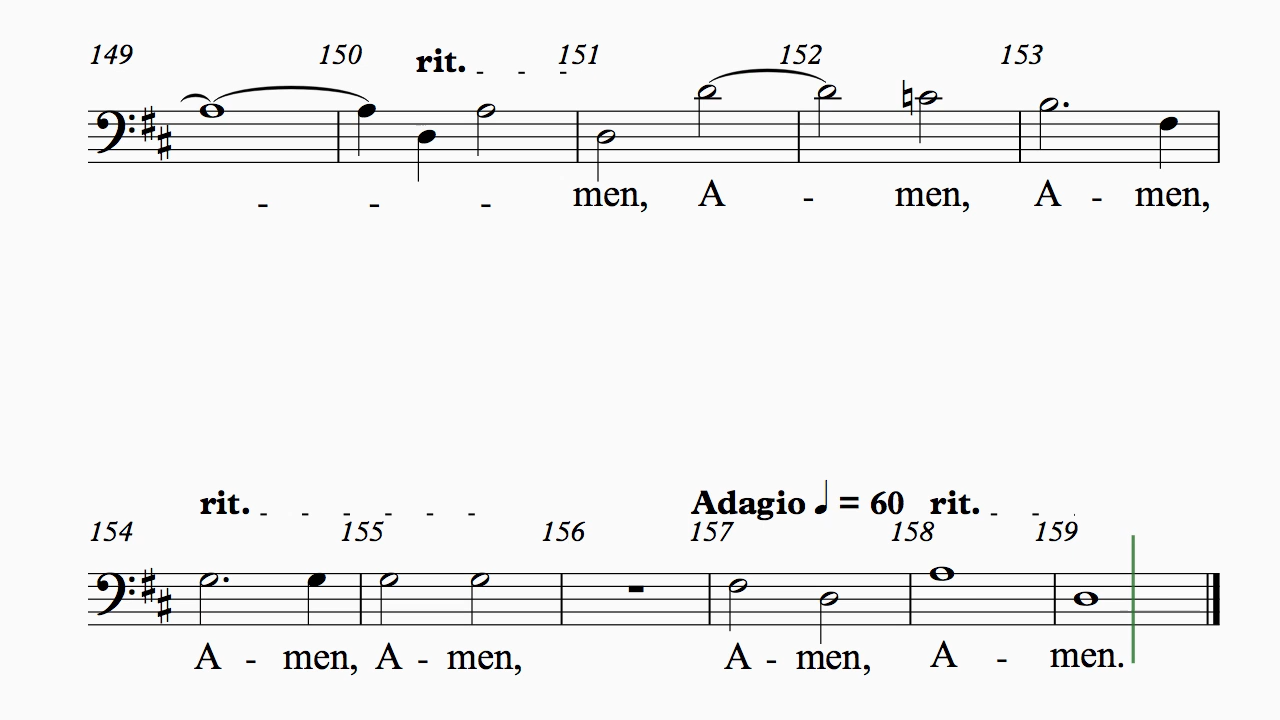 149 150 rit. - - - 151 152 153
- - - men, A - men, A - men,
rit. - - - - - - Adagio ♩ = 60 rit. - - -
154 155 156 157 158 159
A - men, A - men, A - men, A - men.